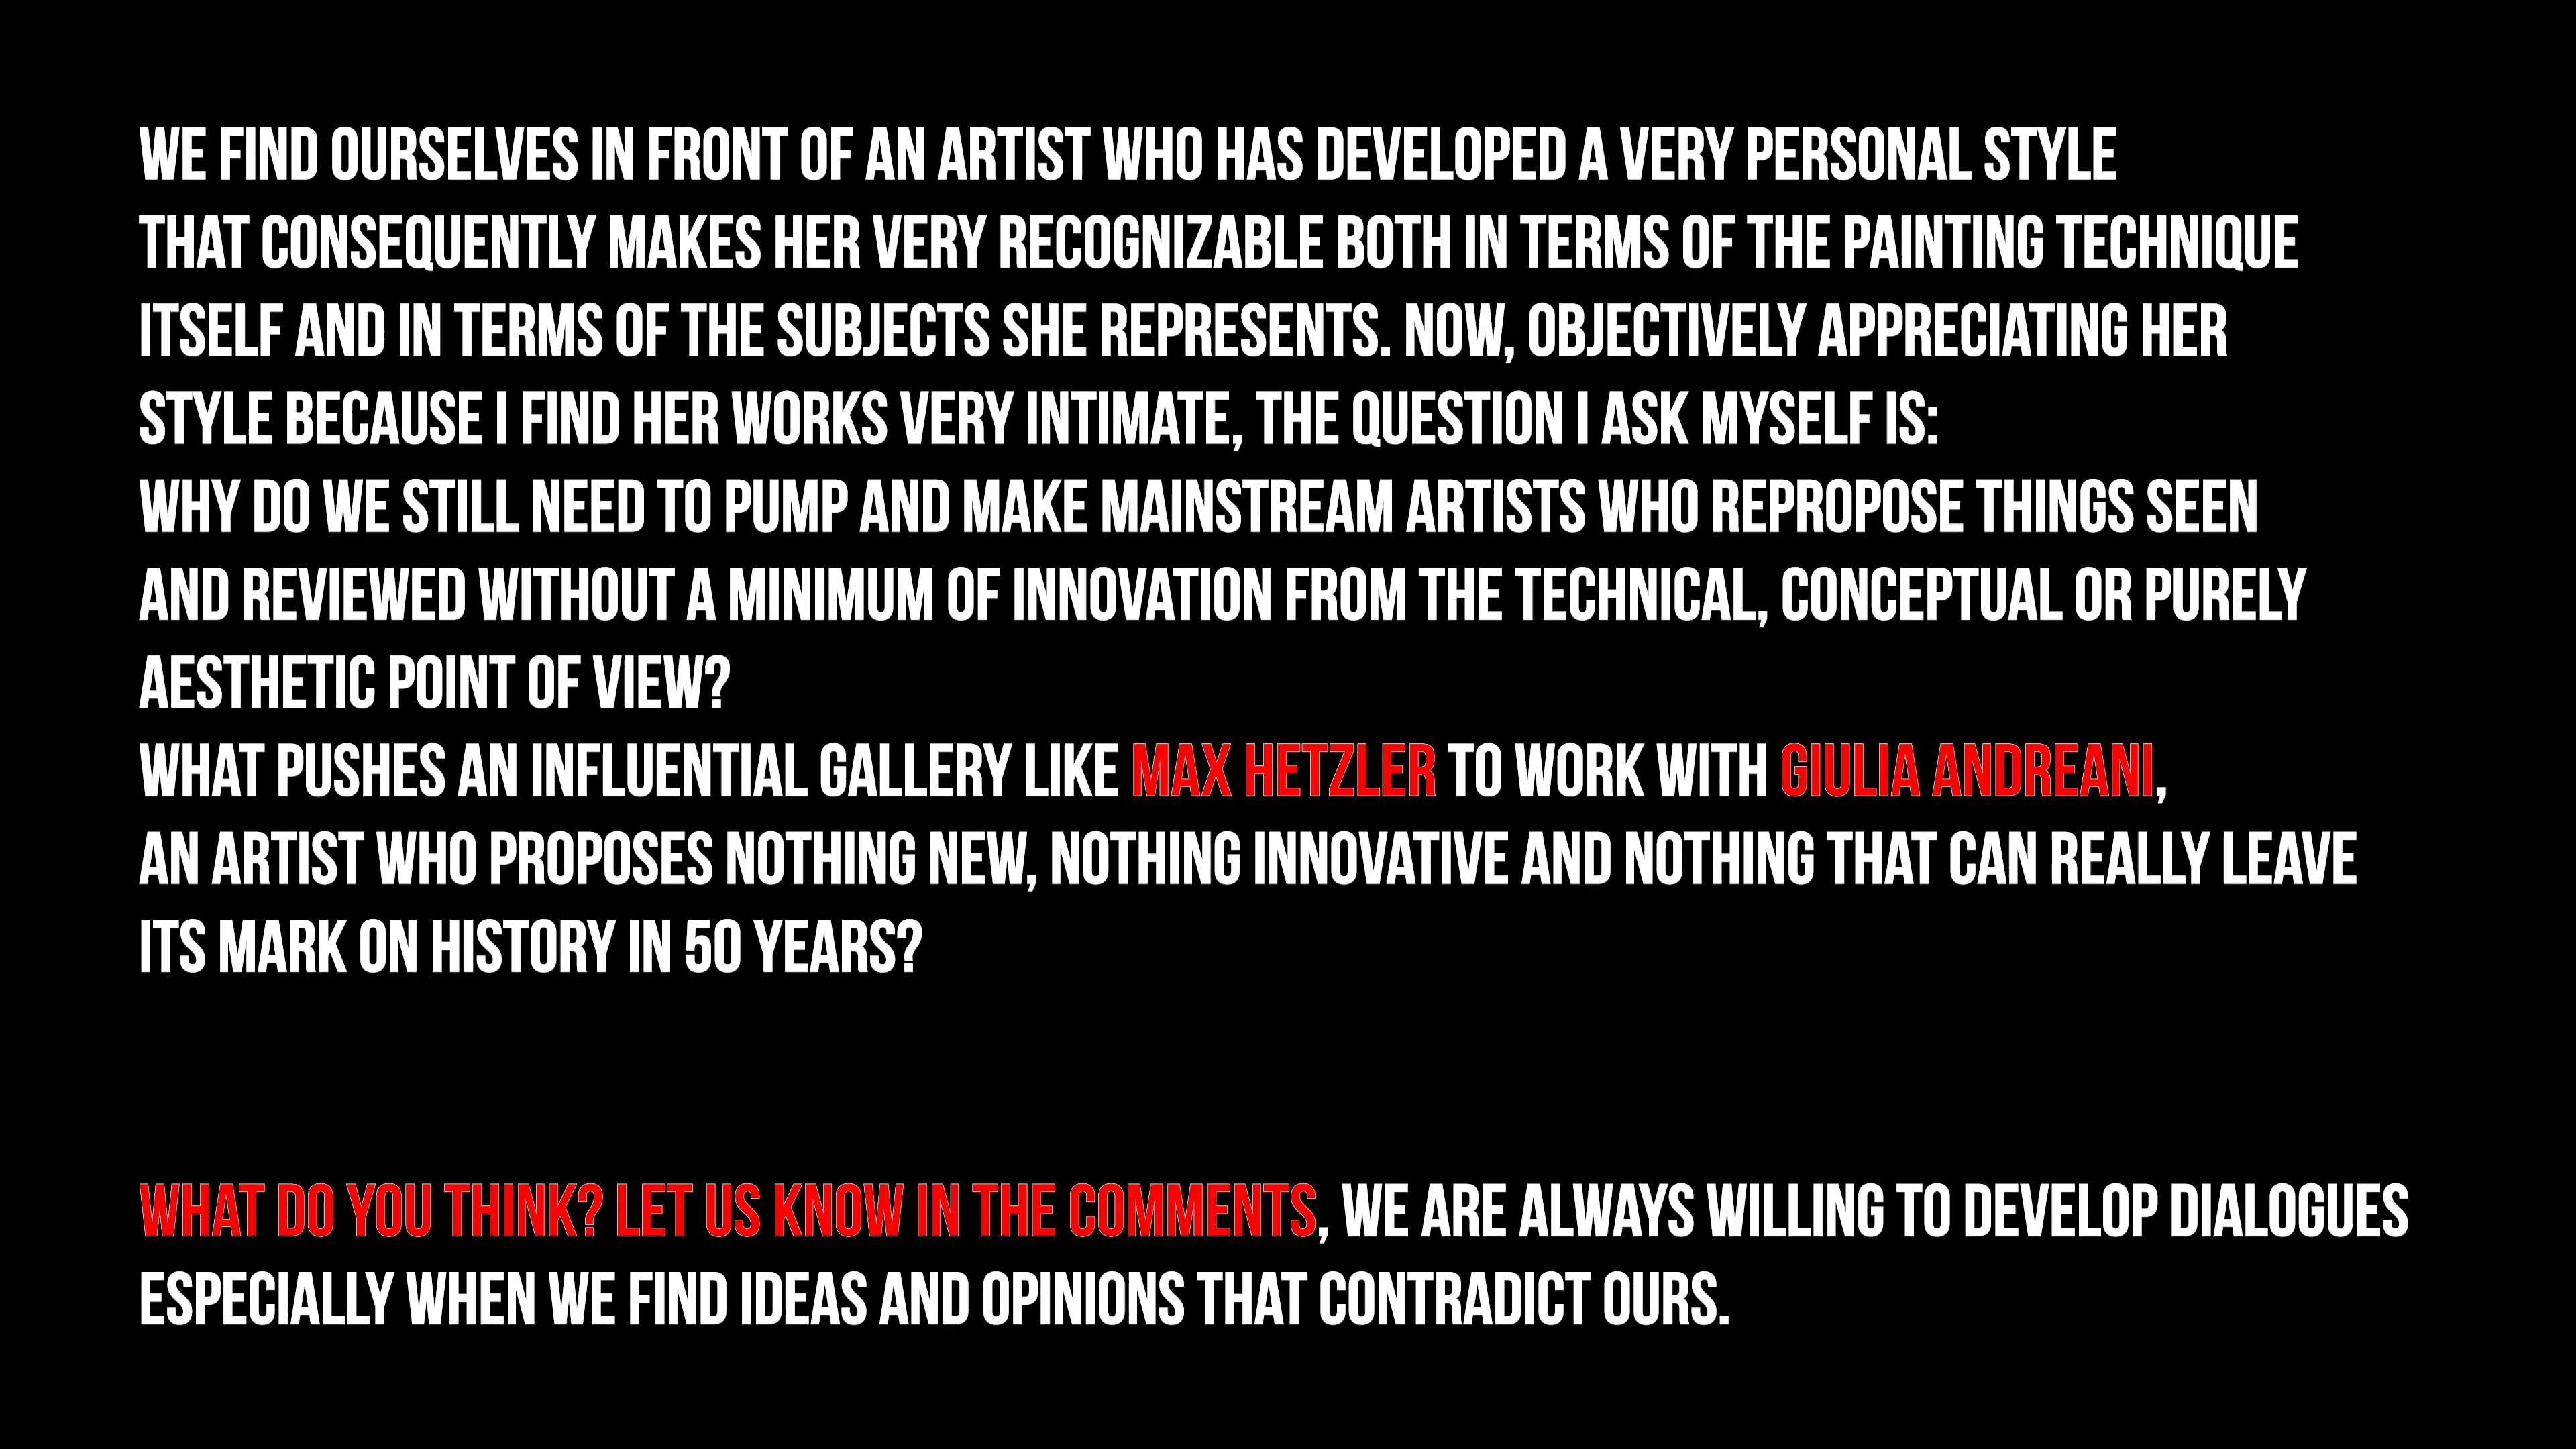 WE FIND OURSELVES IN FRONT OF AN ARTIST WHO HAS DEVELOPED A VERY PERSONAL STYLE
THAT CONSEQUENTLY MAKES HER VERY RECOGNIZABLE BOTH IN TERMS OF THE PAINTING TECHNIQUE
ITSELF AND IN TERMS OF THE SUBJECTS SHE REPRESENTS. NOW, OBJECTIVELY APPRECIATING HER
STYLE BECAUSE I FIND HER WORKS VERY INTIMATE, THE QUESTION I ASK MYSELF IS:
WHY DO WE STILL NEED TO PUMP AND MAKE MAINSTREAM ARTISTS WHO REPROPOSE THINGS SEEN
AND REVIEWED WITHOUT A MINIMUM OF INNOVATION FROM THE TECHNICAL, CONCEPTUAL OR PURELY
AESTHETIC POINT OF VIEW?
WHAT PUSHES AN INFLUENTIAL GALLERY LIKE MAX HETZLER TO WORK WITH GIULIA ANDREANI,
AN ARTIST WHO PROPOSES NOTHING NEW, NOTHING INNOVATIVE AND NOTHING THAT CAN REALLY LEAVE
ITS MARK ON HISTORY IN 50 YEARS?
WHAT DO YOU THINK? LET US KNOW IN THE COMMENTS, WE ARE ALWAYS WILLING TO DEVELOP DIALOGUES
ESPECIALLY WHEN WE FIND IDEAS AND OPINIONS THAT CONTRADICT OURS.